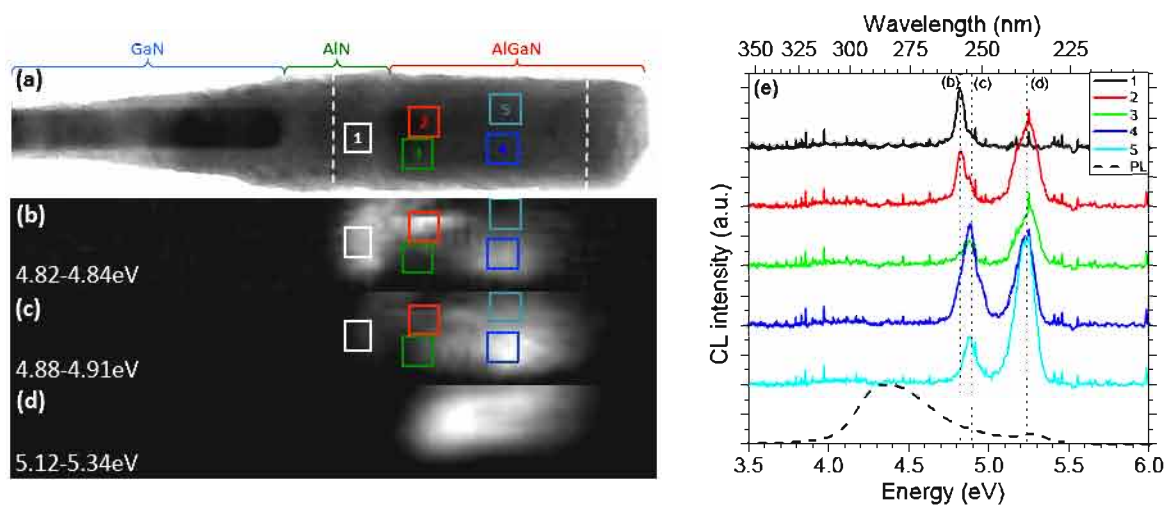 GaN AlN AlGaN
(a)
1 2 3 4 5
(b)
4.82-4.84eV
(c)
4.88-4.91eV
(d)
5.12-5.34eV
Wavelength (nm)
350 325 300 275 250 225
(e)
(b) (c) (d)
1
2
3
4
5
PL
CL intensity (a.u.)
3.5 4.0 4.5 5.0 5.5 6.0
Energy (eV)